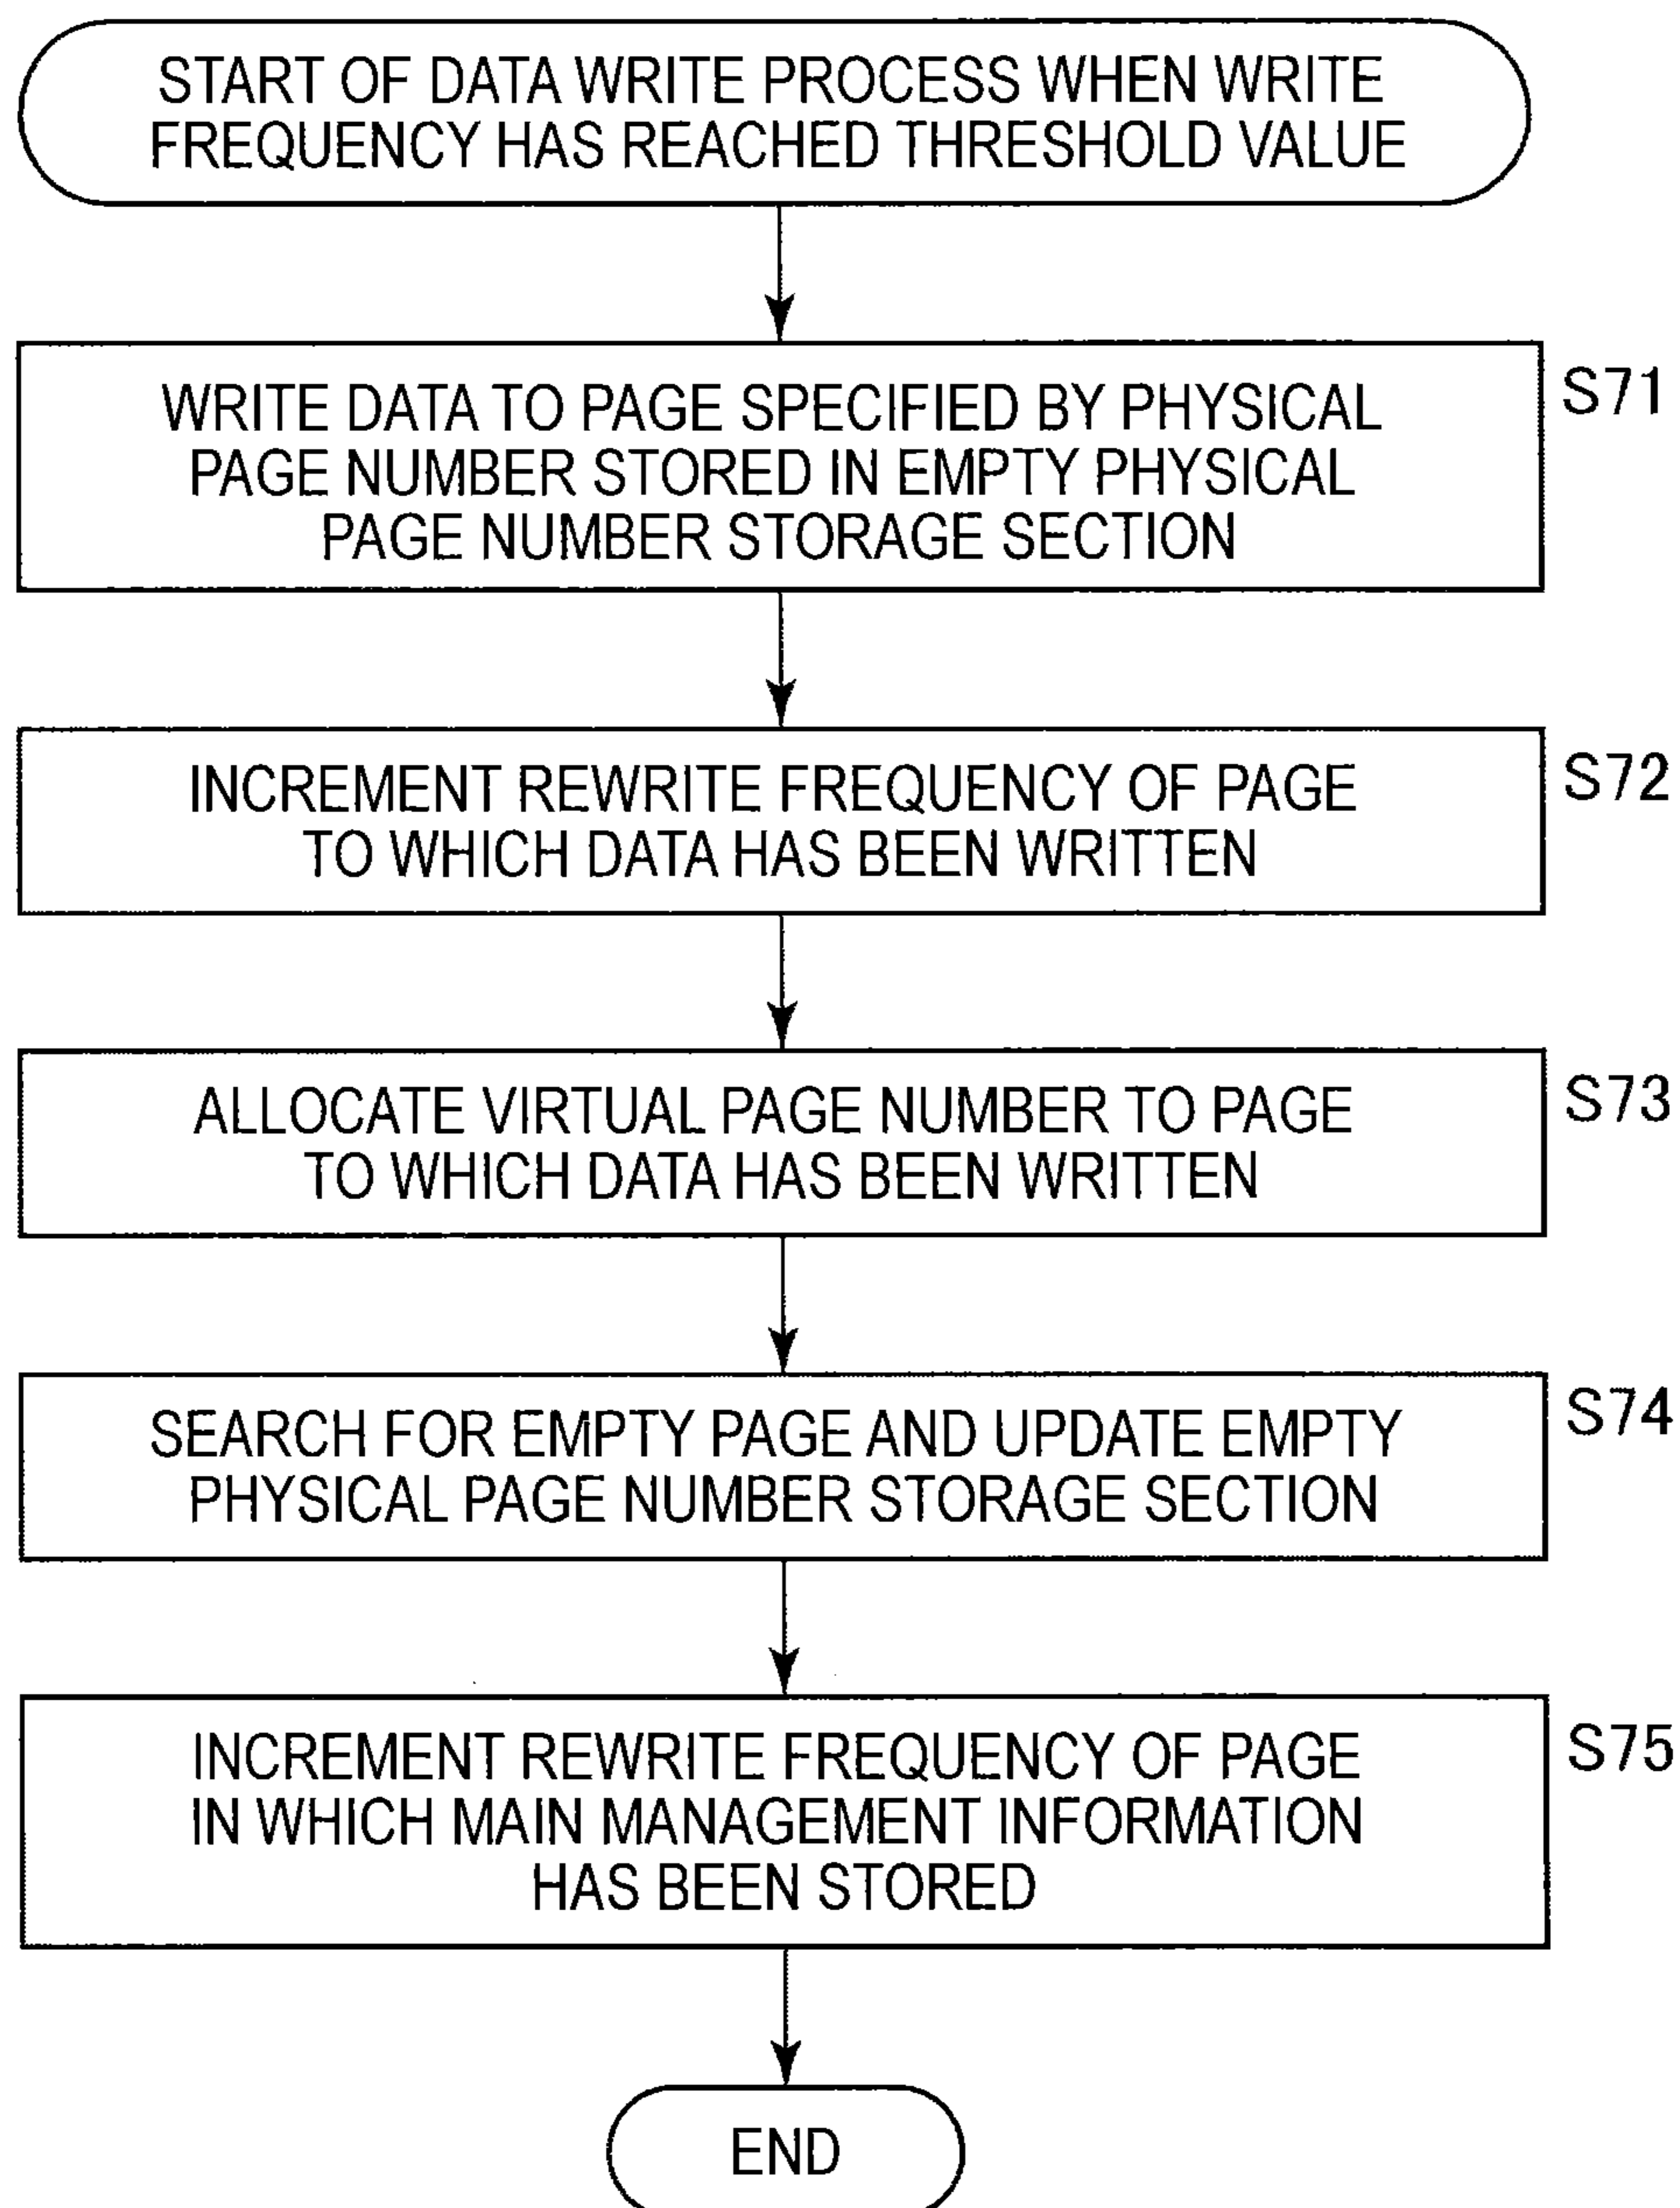 START OF DATA WRITE PROCESS WHEN WRITE
FREQUENCY HAS REACHED THRESHOLD VALUE
WRITE DATA TO PAGE SPECIFIED BY PHYSICAL
PAGE NUMBER STORED IN EMPTY PHYSICAL
PAGE NUMBER STORAGE SECTION
S71
INCREMENT REWRITE FREQUENCY OF PAGE
TO WHICH DATA HAS BEEN WRITTEN
S72
ALLOCATE VIRTUAL PAGE NUMBER TO PAGE
TO WHICH DATA HAS BEEN WRITTEN
S73
SEARCH FOR EMPTY PAGE AND UPDATE EMPTY
PHYSICAL PAGE NUMBER STORAGE SECTION
S74
INCREMENT REWRITE FREQUENCY OF PAGE
IN WHICH MAIN MANAGEMENT INFORMATION
HAS BEEN STORED
S75
END